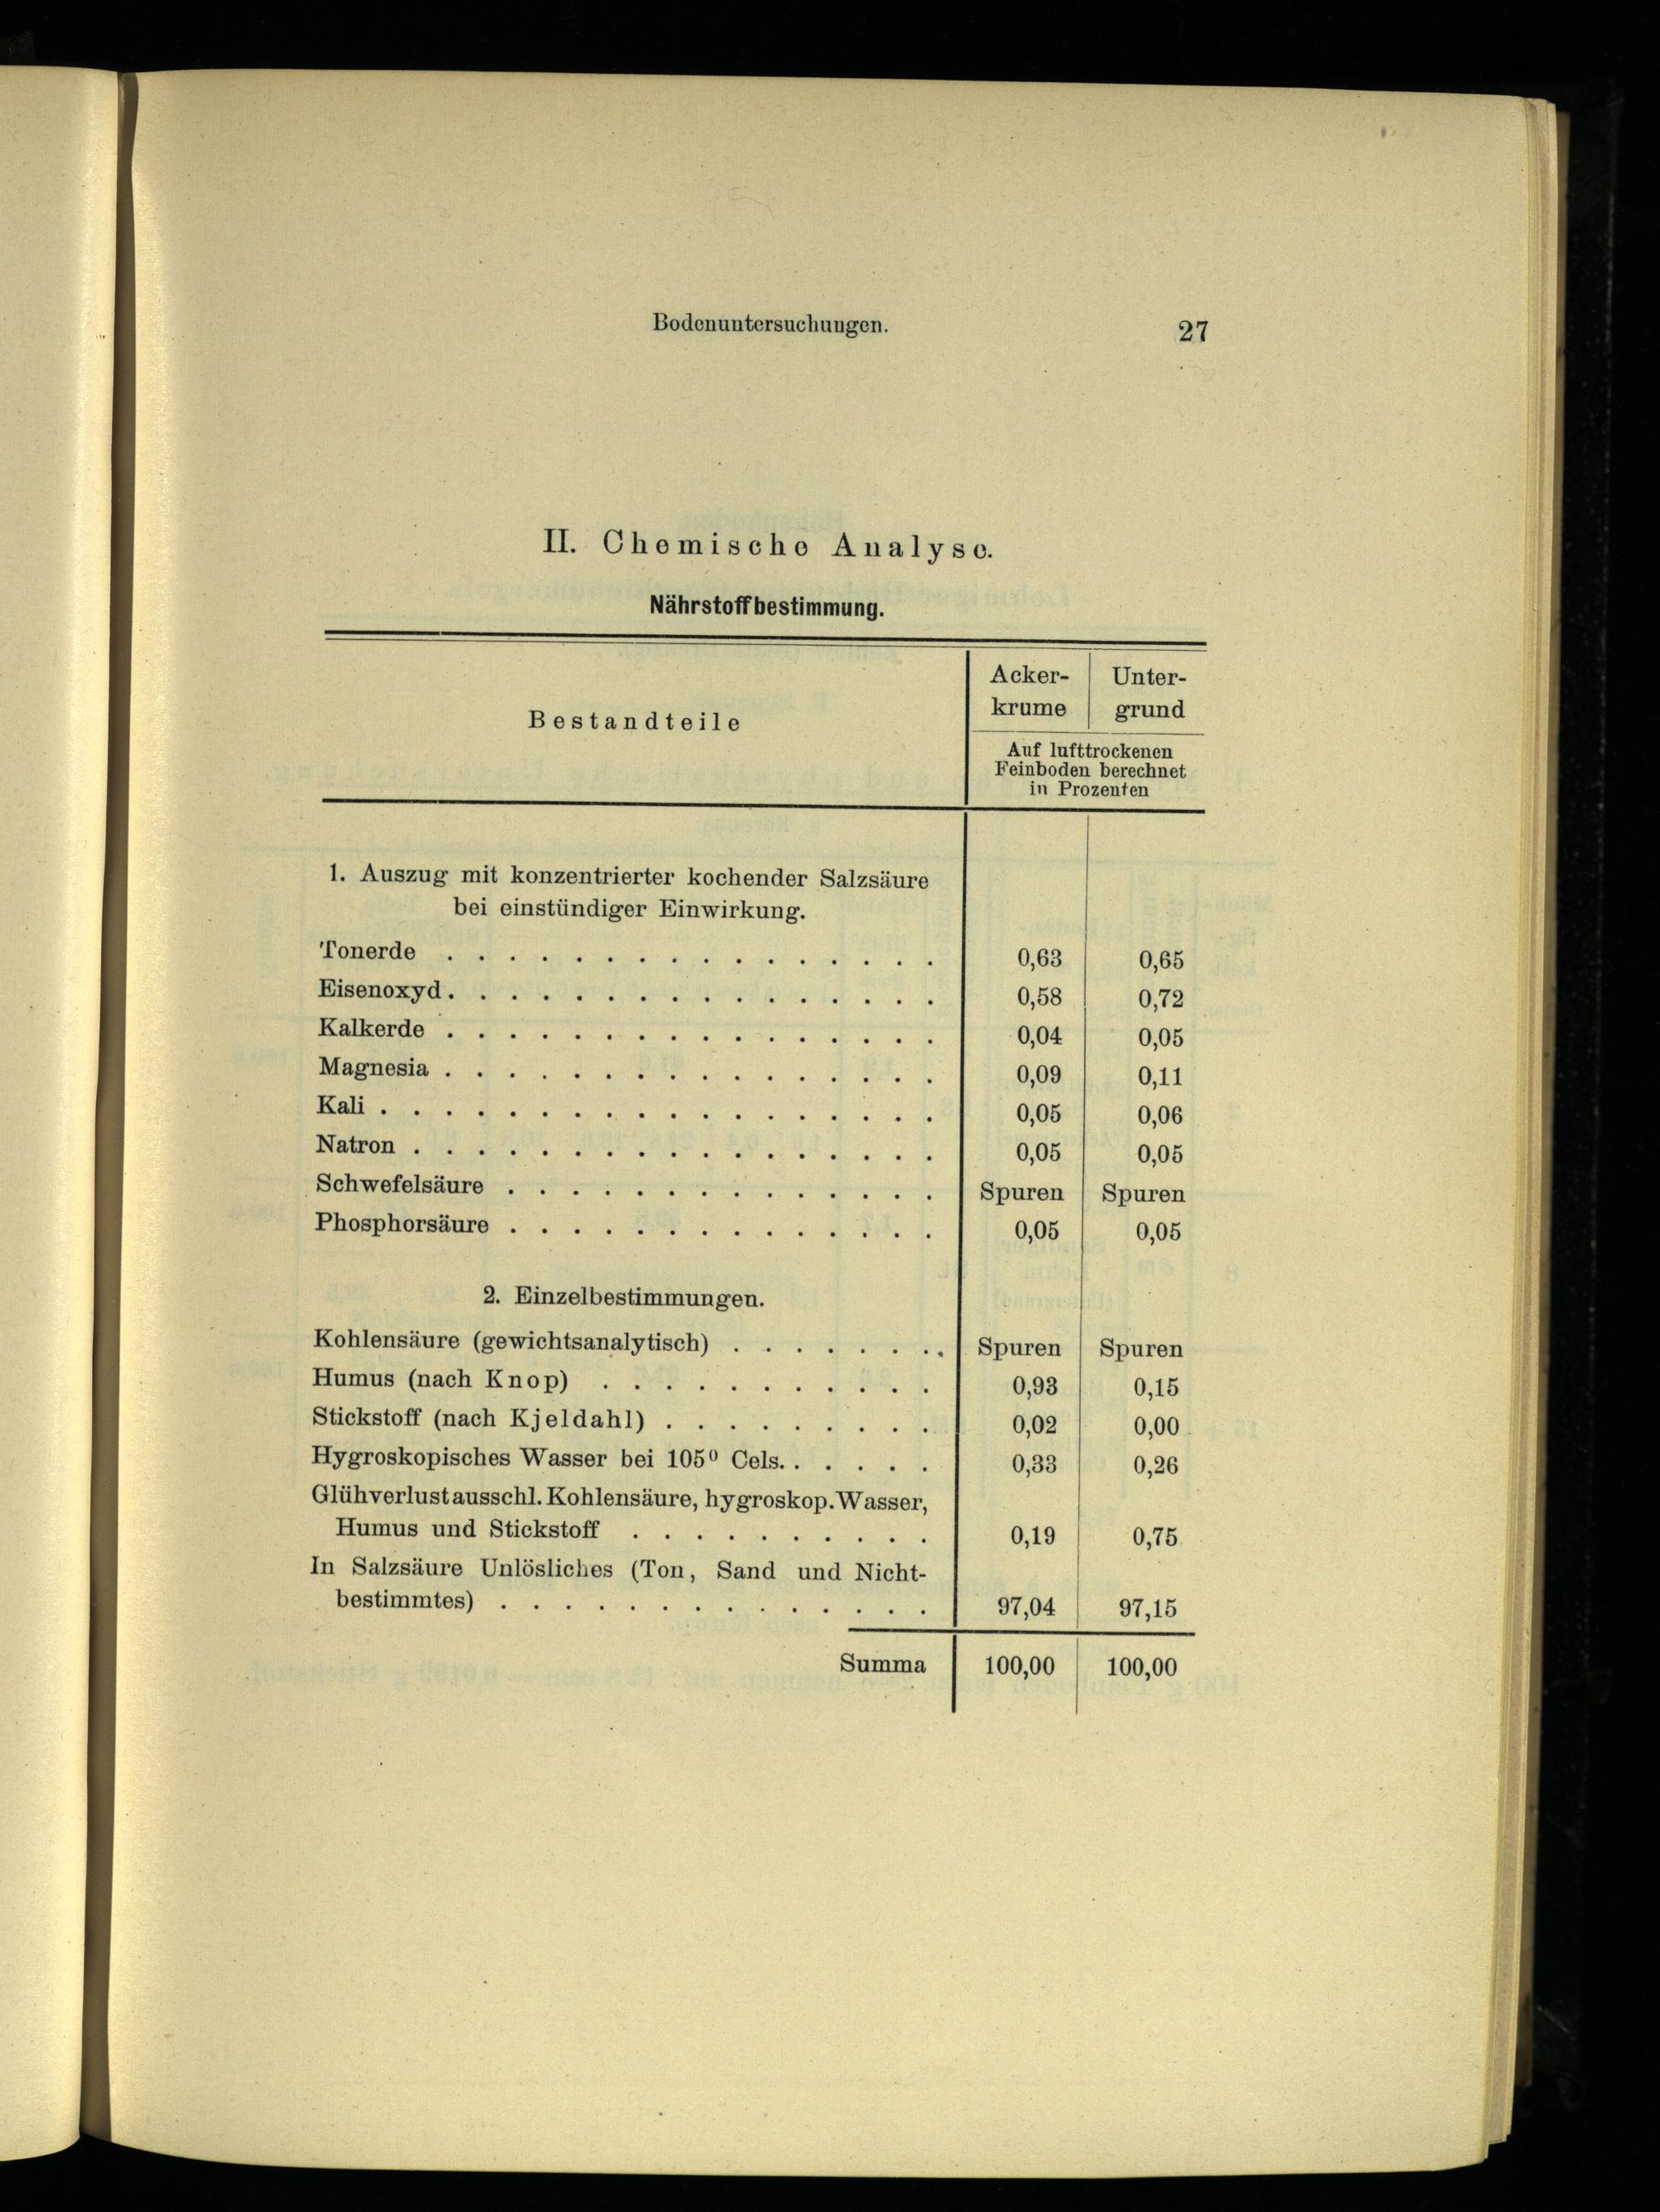 Bodenuntersuchungen. 27
II. Chemische Analyse.
Nährstoffbestimmung.
Bestandteile
Acker- Unter-
krume grund
Auf lufttrockenen
Feinboden berechnet
in Prozenten
1. Auszug mit konzentrierter kochender Salzsäure
bei einstündiger Einwirkung.
Tonerde . . . . . . . . . . . . . . . . 0,63 0,65
Eisenoxyd . . . . . . . . . . . . . . . . 0,58 0,72
Kalkerde . . . . . . . . . . . . . . . . 0,04 0,05
Magnesia . . . . . . . . . . . . . . . . 0,09 0,11
Kali . . . . . . . . . . . . . . . . . . 0,05 0,06
Natron . . . . . . . . . . . . . . . . . 0,05 0,05
Schwefelsäure . . . . . . . . . . . . . . Spuren Spuren
Phosphorsäure . . . . . . . . . . . . . . 0,05 0,05
2. Einzelbestimmungen.
Kohlensäure (gewichtsanalytisch) . . . . . . . . Spuren Spuren
Humus (nach Knop) . . . . . . . . . . . 0,93 0,15
Stickstoff (nach Kjeldahl) . . . . . . . . . 0,02 0,00
Hygroskopisches Wasser bei 105° Cels. . . . . . 0,33 0,26
Glühverlust ausschl. Kohlensäure, hygroskop. Wasser,
Humus und Stickstoff . . . . . . . . . . 0,19 0,75
In Salzsäure Unlösliches (Ton, Sand und Nicht-
bestimmtes) . . . . . . . . . . . . . . 97,04 97,15
Summa 100,00 100,00